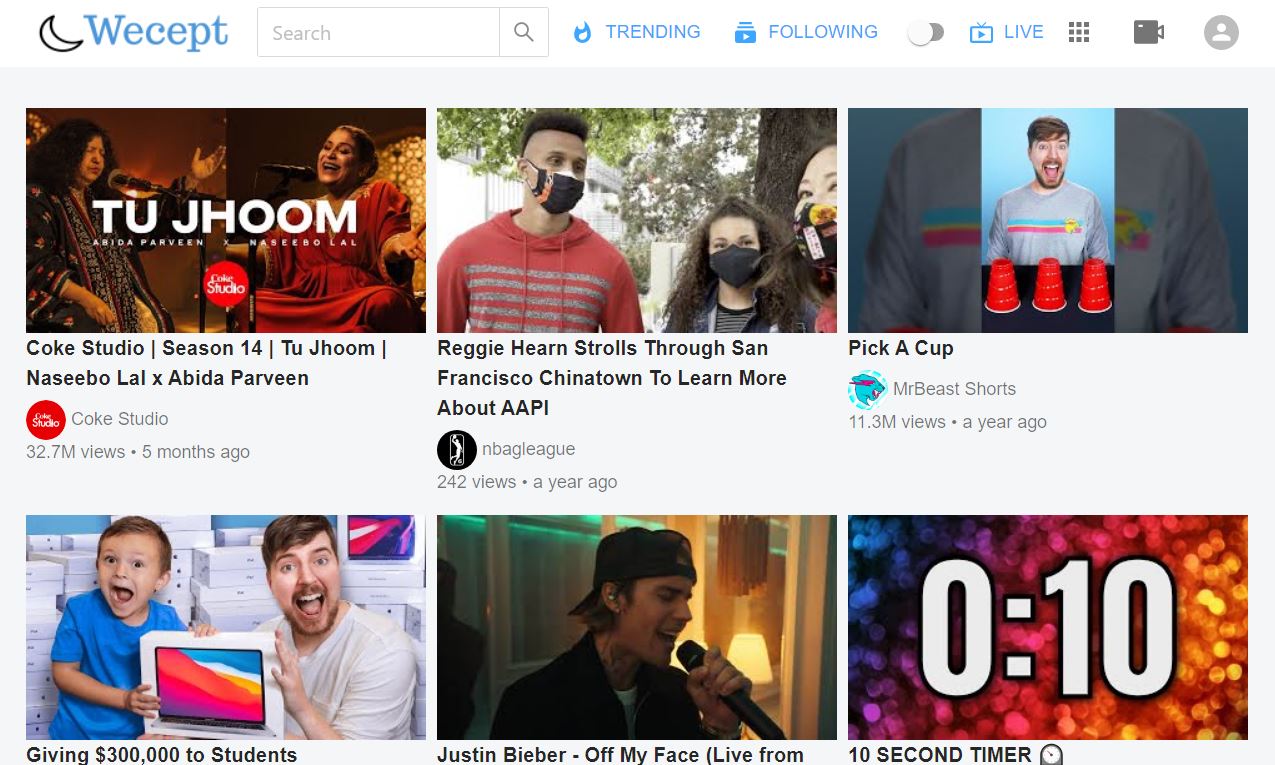 Wecept
Search
TRENDING
FOLLOWING
LIVE
TU JHOOM
ABIDA PARVEEN X NASEEBO LAL
Coke
Studio
Coke Studio | Season 14 | Tu Jhoom |
Naseebo Lal x Abida Parveen
Coke
Studio
Coke Studio
32.7M views • 5 months ago
Reggie Hearn Strolls Through San
Francisco Chinatown To Learn More
About AAPI
nbagleague
242 views • a year ago
Pick A Cup
MrBeast Shorts
11.3M views • a year ago
0:10
Giving $300,000 to Students
Justin Bieber - Off My Face (Live from
10 SECOND TIMER 🕰